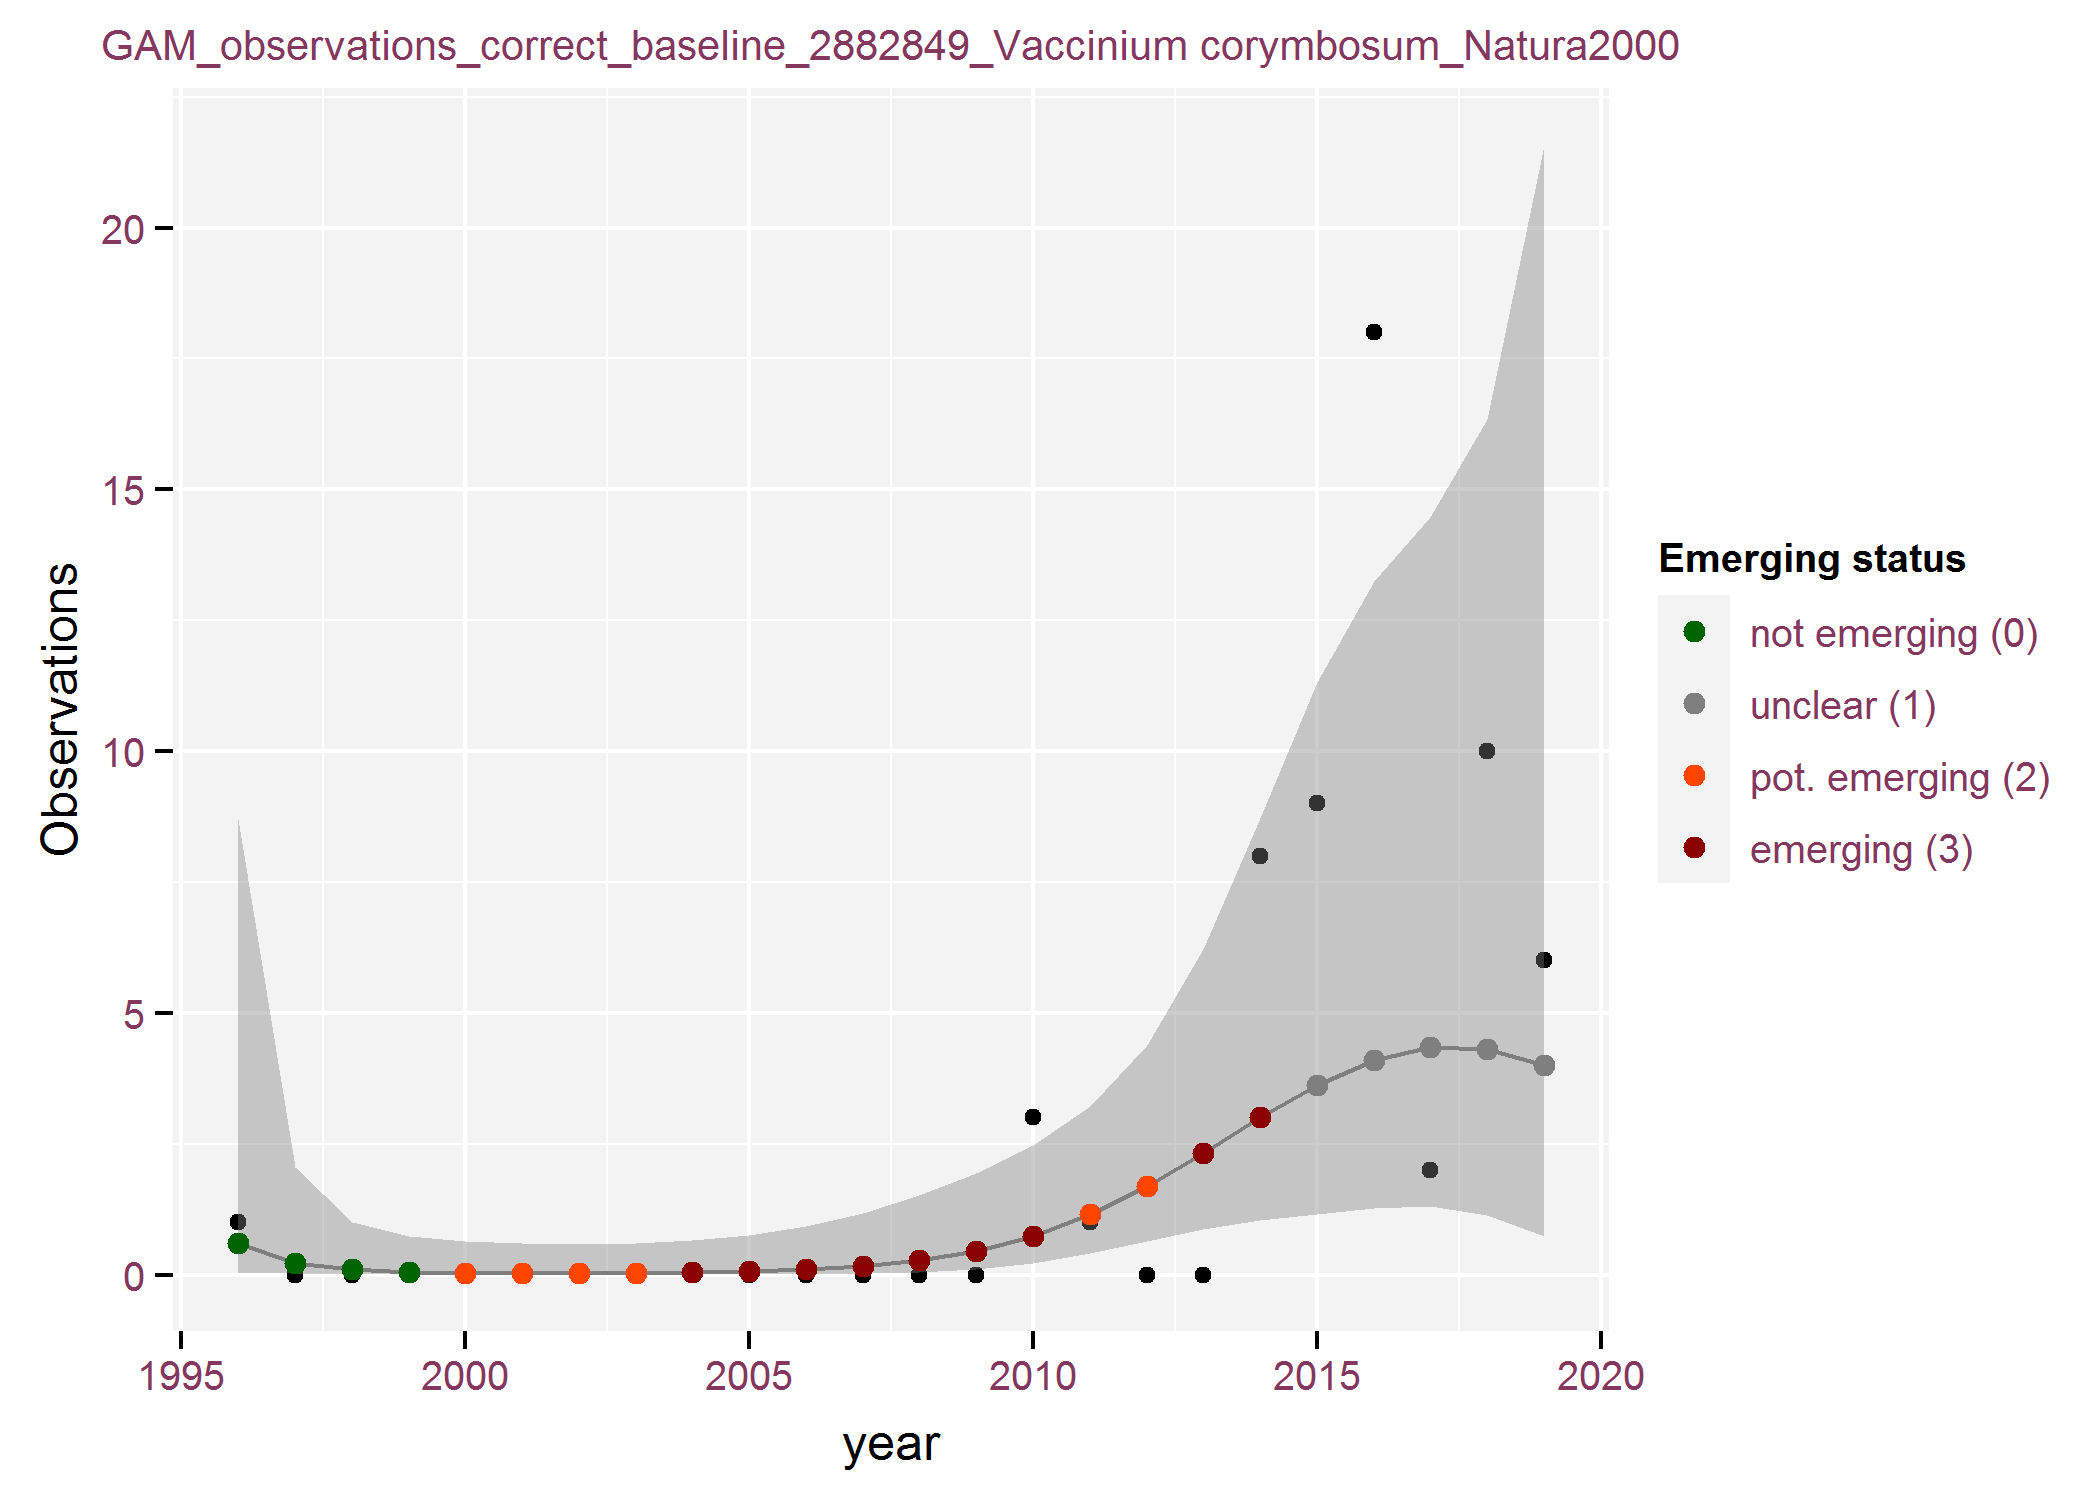 GAM_observations_correct_baseline_2882849_Vaccinium corymbosum_Natura2000
Observations
20
15
10
5
0
1995 2000 2005 2010 2015 2020
year
Emerging status
not emerging (0)
unclear (1)
pot. emerging (2)
emerging (3)